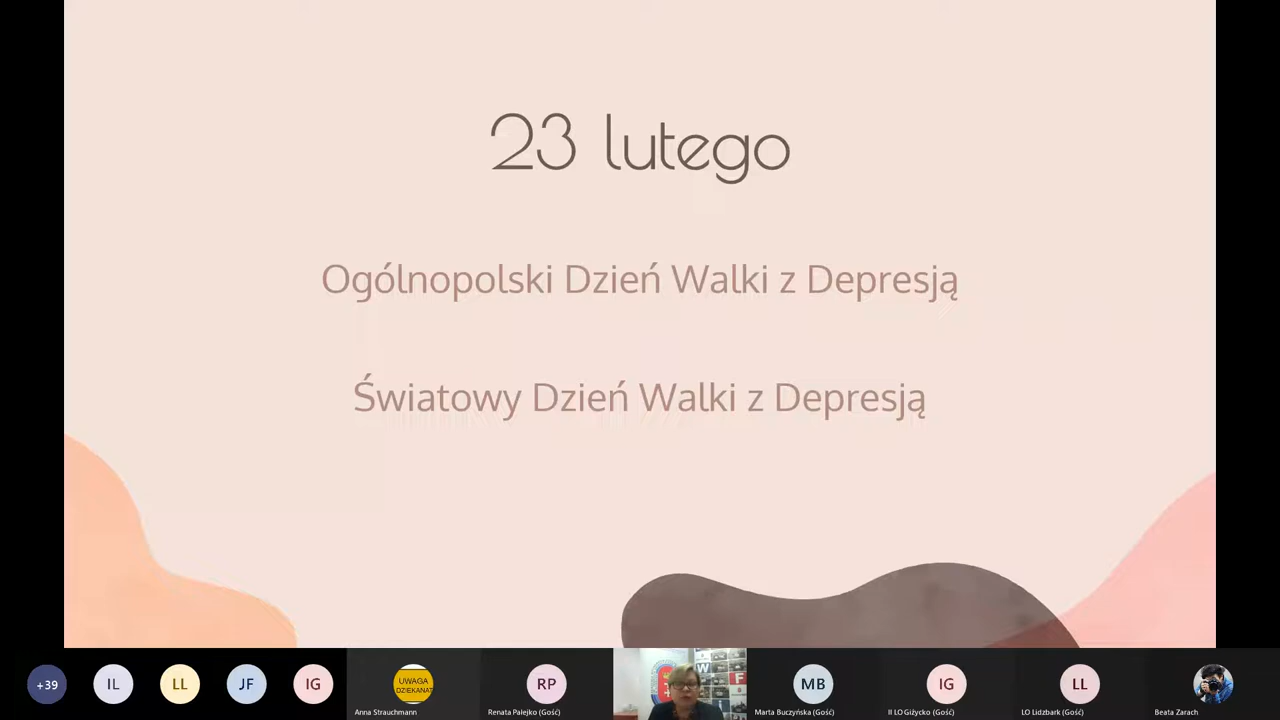 23 lutego
Ogólnopolski Dzień Walki z Depresją
Światowy Dzień Walki z Depresją
+39
IL
LL
JF
IG
UWAGA
DZIEKANAT
Anna Strauchmann
RP
Renata Pałejko (Gość)
W
F
MB
Marta Buczyńska (Gość)
IG
II LO Giżycko (Gość)
LL
LO Lidzbark (Gość)
Beata Zarach